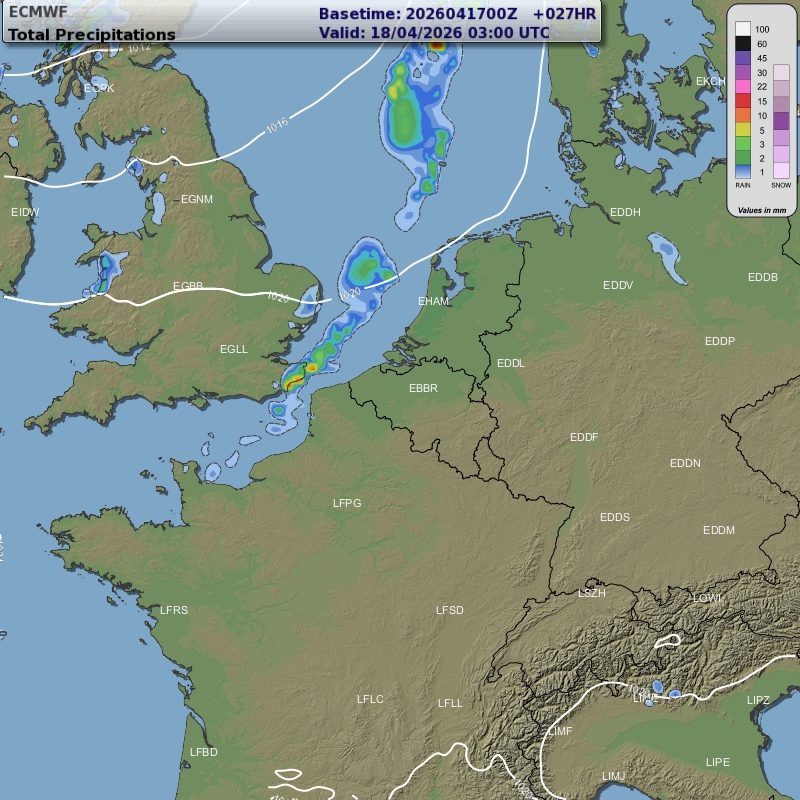 ECMWF
Basetime: 2026041700Z +027HR
Total Precipitations
Valid: 18/04/2026 03:00 UTC
1012
100
60
45
30
22
15
10
5
3
2
1
RAIN
SNOW
Values in mm
EGPK
EKCH
1016
EGNM
EIDW
EDDH
EGBB
EDDB
EDDV
1020
1020
EHAM
EDDP
EGLL
EDDL
EBBR
EDDF
EDDN
LFPG
EDDS
EDDM
LSZH
LOWI
LFRS
LFSD
LIPZ
LFLC
LFLL
LIMF
LFBD
LIPE
LIMJ
1020